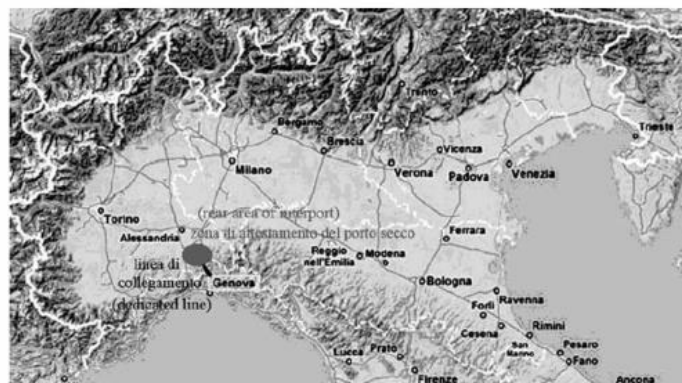 Trento
Trieste
Bergamo
Brescia
Vicenza
Milano
Verona
Padova
Venezia
Torino
(rear area of interport)
Alessandria
zona di attestamento del porto secco
Ferrara
Reggio
nell'Emilia
Modena
linea di
collegamento
Genova
(dedicated line)
Bologna
Ravenna
Forlì
Cesena
Rimini
San
Marino
Pesaro
Fano
Lucca
Prato
Firenze
Ancona